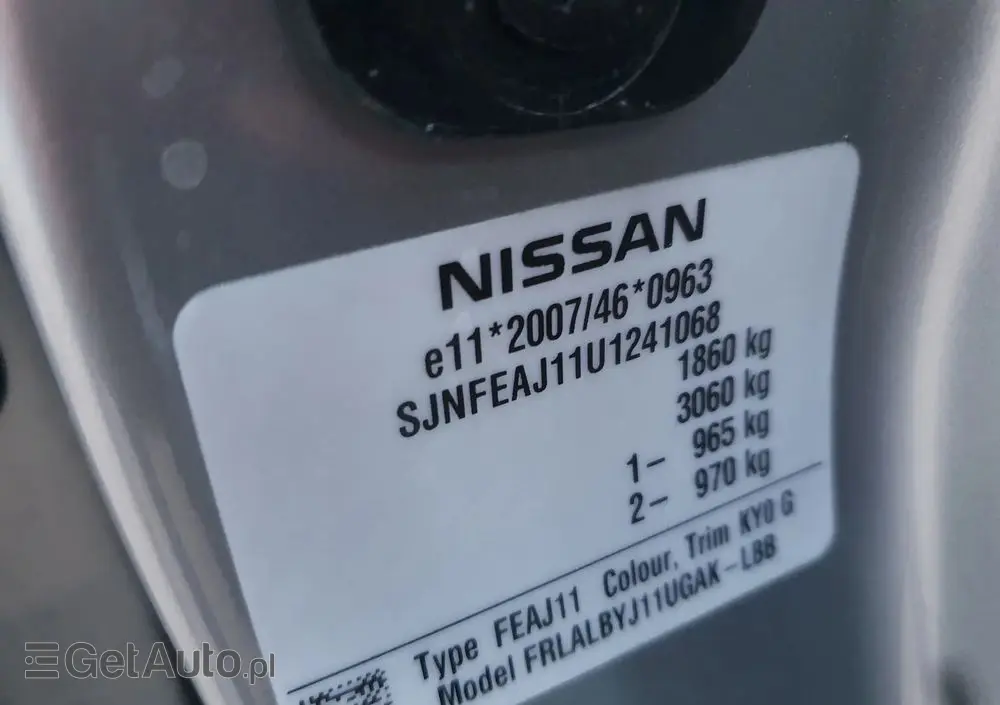 NISSAN
e11*2007/46*0963
SJNFEAJ11U1241068
1860 kg
3060 kg
1- 965 kg
2- 970 kg
Type FEAJ11 Colour, Trim KY0 G
Model FRLALBYJ11UGAK-LBB
GetAuto.pl